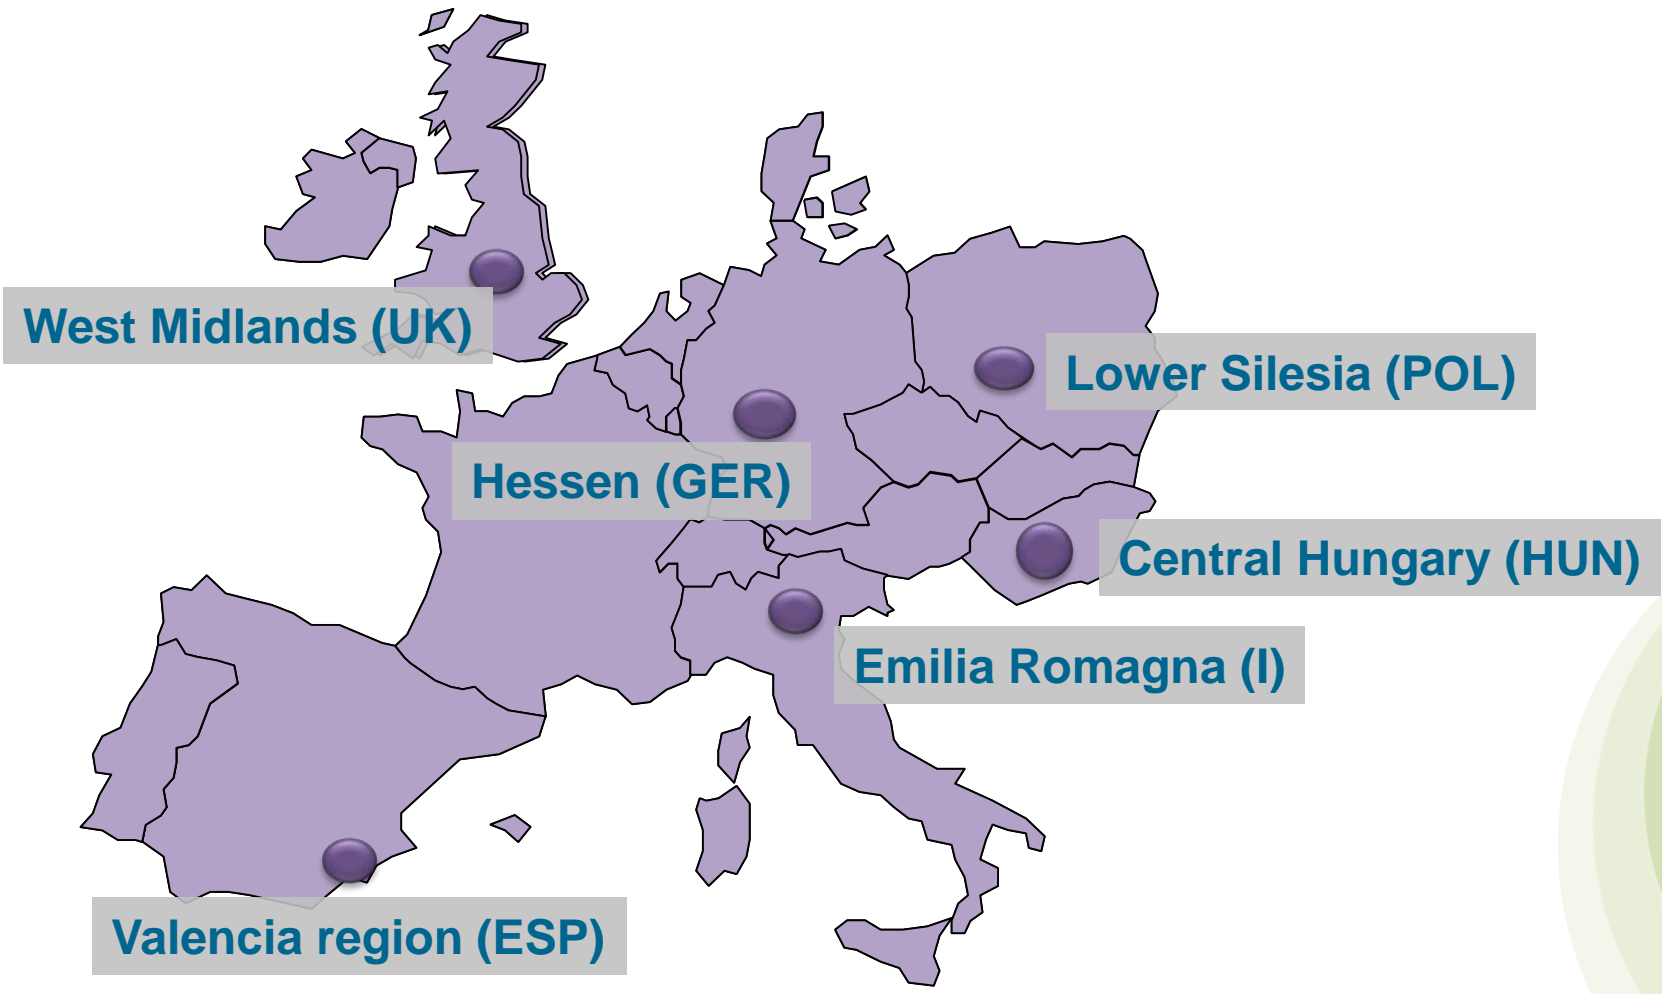 West Midlands (UK)
Lower Silesia (POL)
Hessen (GER)
Central Hungary (HUN)
Emilia Romagna (I)
Valencia region (ESP)